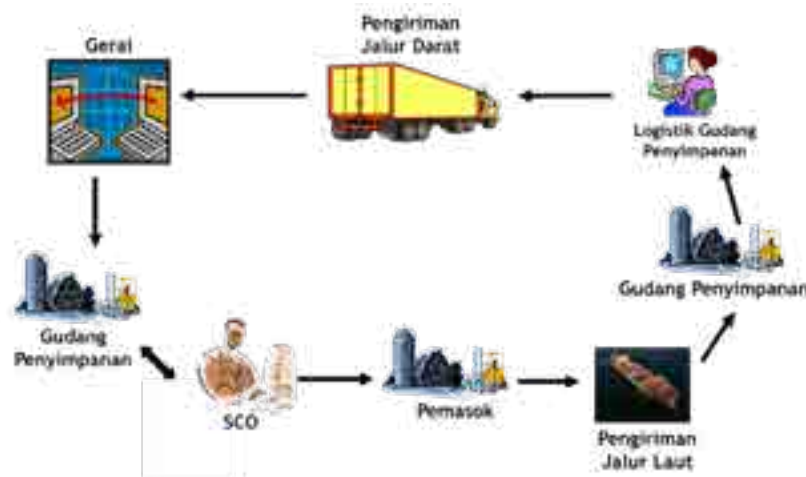 Pengiriman
Jalur Darat
Gerai
Logistik Gudang
Penyimpanan
Gudang Penyimpanan
Gudang
Penyimpanan
SCO
Pemasok
Pengiriman
Jalur Laut